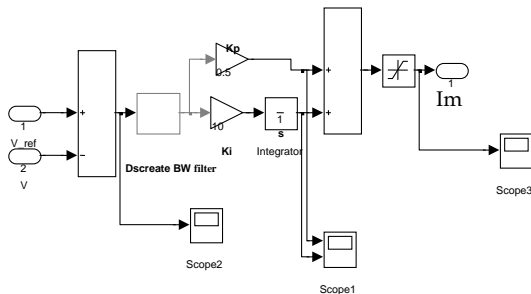 Kp
0.5
+
+
1
Im
+
−
1
V_ref
2
V
10
Ki
1
s
Integrator
Dscreate BW filter
Scope3
Scope2
Scope1